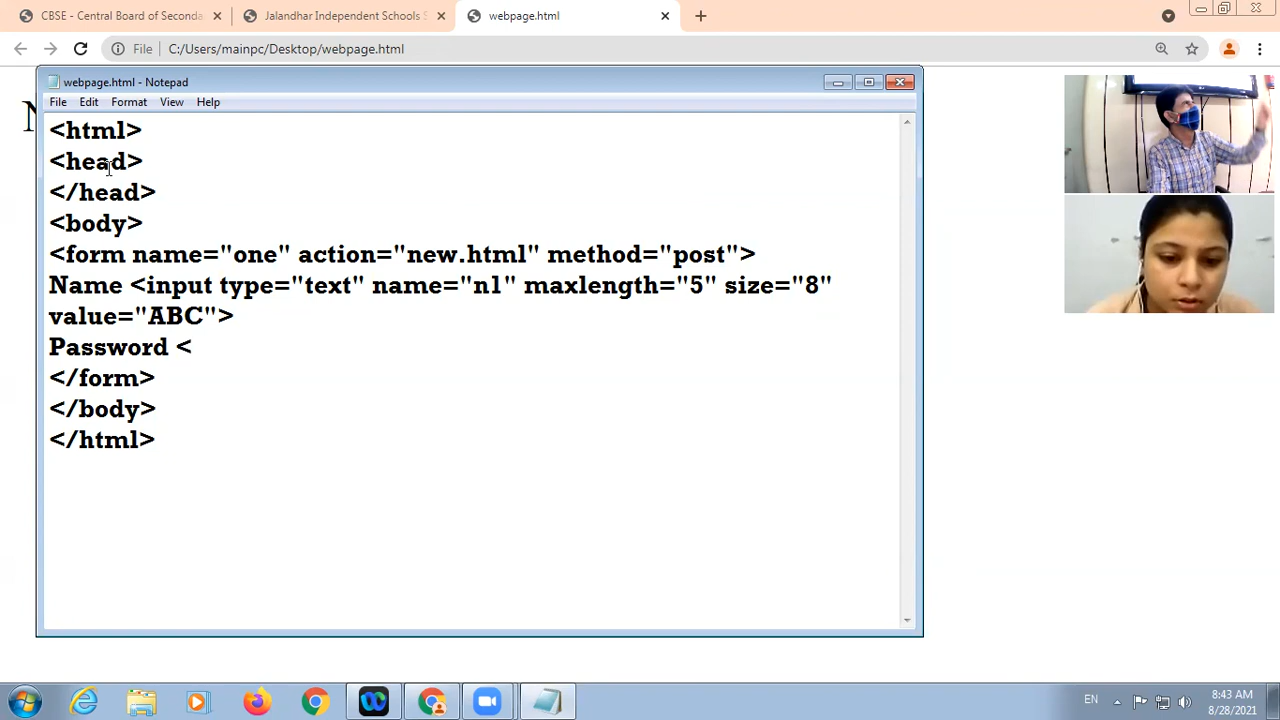 CBSE - Central Board of Seconda
Jalandhar Independent Schools S
webpage.html
File
C:/Users/mainpc/Desktop/webpage.html
webpage.html - Notepad
File Edit Format View Help
<html>
<head>
</head>
<body>
<form name="one" action="new.html" method="post">
Name <input type="text" name="n1" maxlength="5" size="8"
value="ABC">
Password <
</form>
</body>
</html>
EN
8:43 AM
8/28/2021